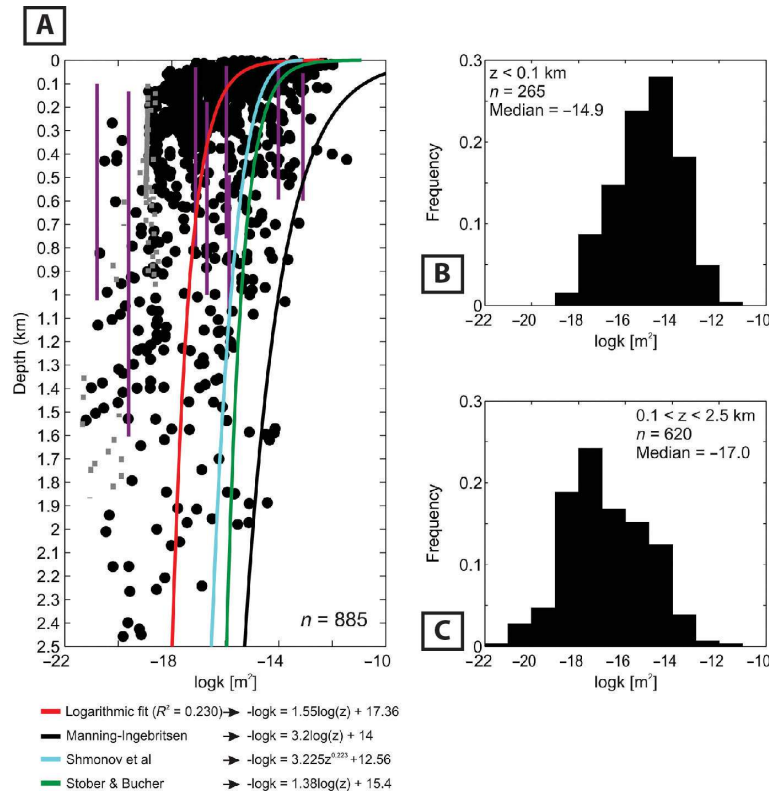 A
0
0.1
0.2
0.3
0.4
0.5
0.6
0.7
0.8
0.9
1
1.1
1.2
1.3
1.4
1.5
1.6
1.7
1.8
1.9
2
2.1
2.2
2.3
2.4
2.5
Depth (km)
n = 885
−22 −18 −14 −10
logk [m²]
Logarithmic fit (R² = 0.230) -logk = 1.55log(z) + 17.36
Manning-Ingebritsen -logk = 3.2log(z) + 14
Shmonov et al -logk = 3.225z^0.223 +12.56
Stober & Bucher -logk = 1.38log(z) + 15.4
0.3
0.2
0.1
0
Frequency
z < 0.1 km
n = 265
Median = −14.9
B
−22 −20 −18 −16 −14 −12 −10
logk [m²]
0.3
0.2
0.1
0
Frequency
0.1 < z < 2.5 km
n = 620
Median = −17.0
C
−22 −20 −18 −16 −14 −12 −10
logk [m²]